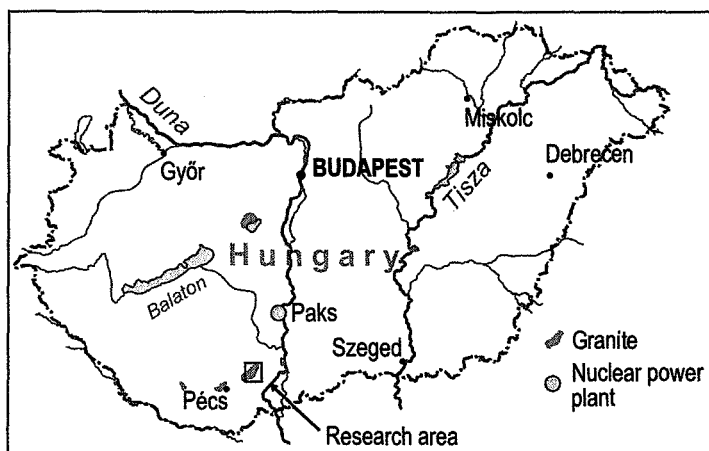 Duna
Miskolc
Győr
BUDAPEST
Debrecen
Tisza
Hungary
Balaton
Paks
Szeged
Granite
Nuclear power
plant
Pécs
Research area